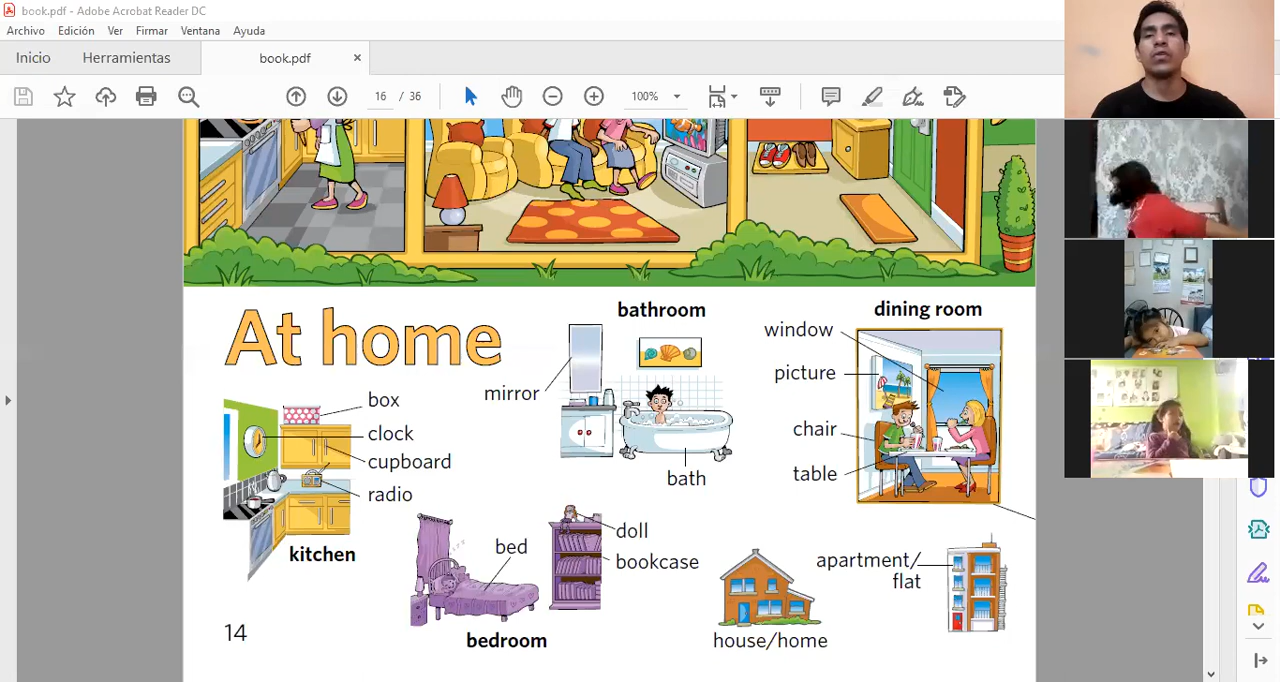 book.pdf - Adobe Acrobat Reader DC
Archivo Edición Ver Firmar Ventana Ayuda
Inicio Herramientas book.pdf ×
16 / 36 100%
At home
bathroom
dining room
window
mirror
picture
chair
table
bath
box
clock
cupboard
radio
kitchen
bed
doll
bookcase
bedroom
house/home
apartment/
flat
14